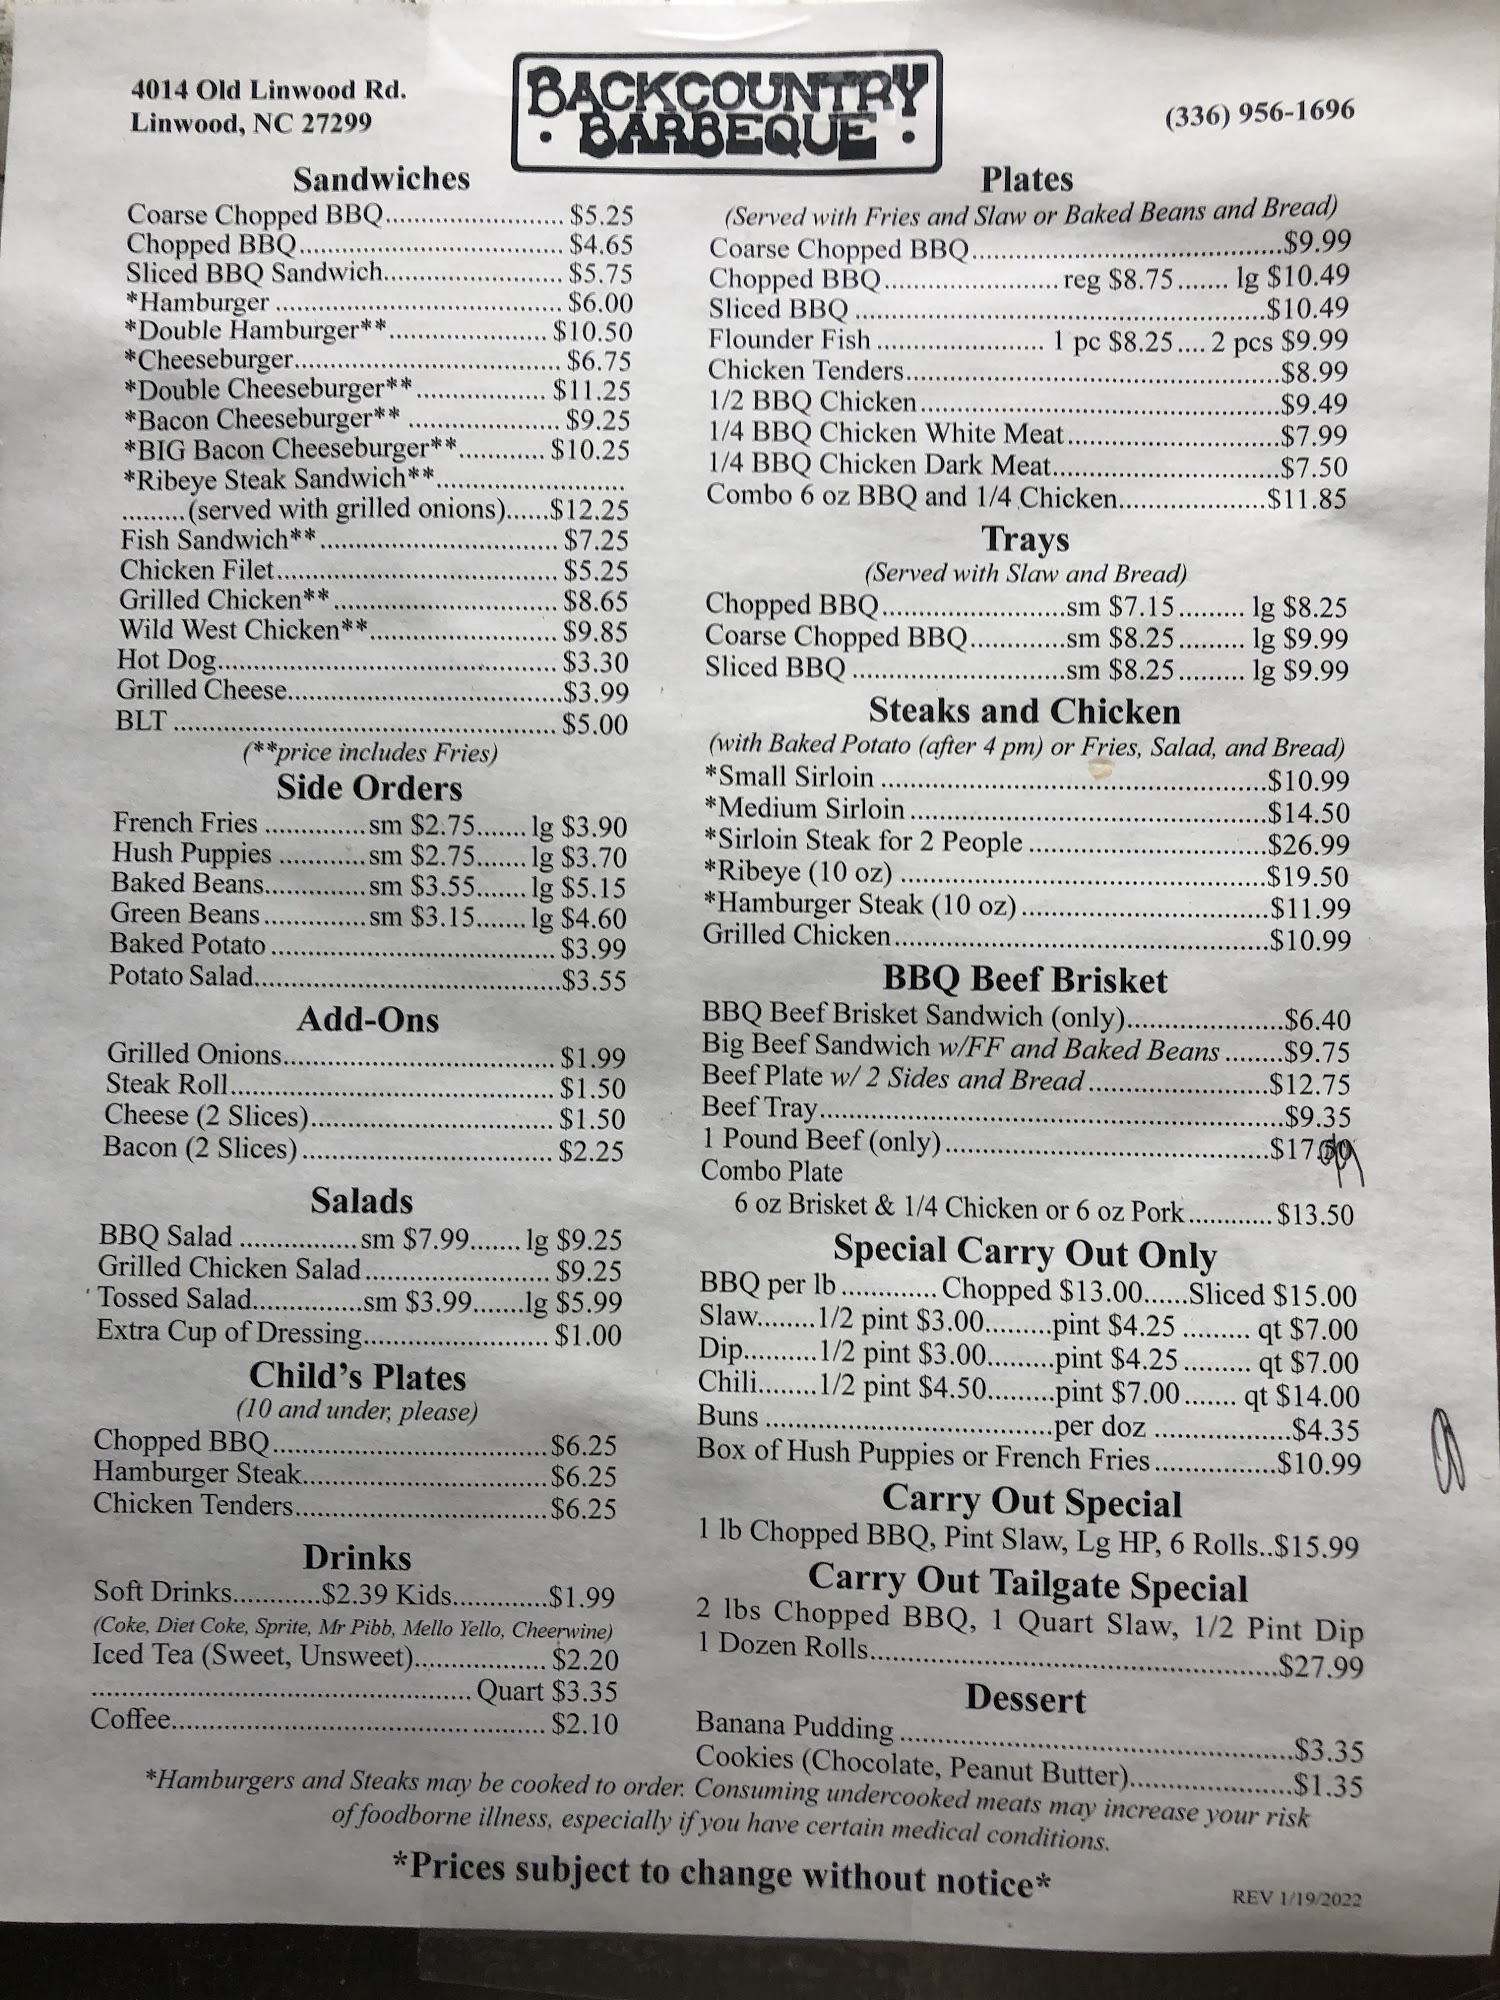 4014 Old Linwood Rd.
Linwood, NC 27299
BACKCOUNTRY
· BARBEQUE ·
(336) 956-1696
Sandwiches
Coarse Chopped BBQ........................ $5.25
Chopped BBQ.................................... $4.65
Sliced BBQ Sandwich........................ $5.75
*Hamburger ....................................... $6.00
*Double Hamburger**..................... $10.50
*Cheeseburger.................................... $6.75
*Double Cheeseburger** ................. $11.25
*Bacon Cheeseburger** .................... $9.25
*BIG Bacon Cheeseburger**............ $10.25
*Ribeye Steak Sandwich**.........................
.........(served with grilled onions)......$12.25
Fish Sandwich**................................ $7.25
Chicken Filet...................................... $5.25
Grilled Chicken**.............................. $8.65
Wild West Chicken**......................... $9.85
Hot Dog.............................................. $3.30
Grilled Cheese.....................................$3.99
BLT .................................................... $5.00
(**price includes Fries)
Side Orders
French Fries ..............sm $2.75....... lg $3.90
Hush Puppies ............sm $2.75....... lg $3.70
Baked Beans..............sm $3.55....... lg $5.15
Green Beans ..............sm $3.15....... lg $4.60
Baked Potato ...................................... $3.99
Potato Salad.........................................$3.55
Add-Ons
Grilled Onions..................................... $1.99
Steak Roll............................................ $1.50
Cheese (2 Slices)................................. $1.50
Bacon (2 Slices) .................................. $2.25
Salads
BBQ Salad ................sm $7.99....... lg $9.25
Grilled Chicken Salad ......................... $9.25
Tossed Salad...............sm $3.99.......lg $5.99
Extra Cup of Dressing......................... $1.00
Child's Plates
(10 and under, please)
Chopped BBQ.....................................$6.25
Hamburger Steak.................................$6.25
Chicken Tenders..................................$6.25
Drinks
Soft Drinks............$2.39 Kids.............$1.99
(Coke, Diet Coke, Sprite, Mr Pibb, Mello Yello, Cheerwine)
Iced Tea (Sweet, Unsweet).................. $2.20
.................................................... Quart $3.35
Coffee................................................... $2.10
Plates
(Served with Fries and Slaw or Baked Beans and Bread)
Coarse Chopped BBQ..........................................$9.99
Chopped BBQ........................reg $8.75....... lg $10.49
Sliced BBQ ........................................................$10.49
Flounder Fish ....................... 1 pc $8.25.... 2 pcs $9.99
Chicken Tenders...................................................$8.99
1/2 BBQ Chicken .................................................$9.49
1/4 BBQ Chicken White Meat.............................$7.99
1/4 BBQ Chicken Dark Meat...............................$7.50
Combo 6 oz BBQ and 1/4 Chicken....................$11.85
Trays
(Served with Slaw and Bread)
Chopped BBQ.........................sm $7.15......... lg $8.25
Coarse Chopped BBQ.............sm $8.25......... lg $9.99
Sliced BBQ .............................sm $8.25......... lg $9.99
Steaks and Chicken
(with Baked Potato (after 4 pm) or Fries, Salad, and Bread)
*Small Sirloin .....................................................$10.99
*Medium Sirloin .................................................$14.50
*Sirloin Steak for 2 People .................................$26.99
*Ribeye (10 oz) ..................................................$19.50
*Hamburger Steak (10 oz)..................................$11.99
Grilled Chicken....................................................$10.99
BBQ Beef Brisket
BBQ Beef Brisket Sandwich (only)......................$6.40
Big Beef Sandwich w/FF and Baked Beans ........$9.75
Beef Plate w/ 2 Sides and Bread .........................$12.75
Beef Tray................................................................$9.35
1 Pound Beef (only).............................................$17.
Combo Plate
6 oz Brisket & 1/4 Chicken or 6 oz Pork............ $13.50
Special Carry Out Only
BBQ per lb ............. Chopped $13.00......Sliced $15.00
Slaw........1/2 pint $3.00.........pint $4.25 ......... qt $7.00
Dip..........1/2 pint $3.00.........pint $4.25 ......... qt $7.00
Chili........1/2 pint $4.50.........pint $7.00....... qt $14.00
Buns .......................................per doz ...................$4.35
Box of Hush Puppies or French Fries ................$10.99
Carry Out Special
1 lb Chopped BBQ, Pint Slaw, Lg HP, 6 Rolls..$15.99
Carry Out Tailgate Special
2 lbs Chopped BBQ, 1 Quart Slaw, 1/2 Pint Dip
1 Dozen Rolls.......................................................$27.99
Dessert
Banana Pudding ....................................................$3.35
Cookies (Chocolate, Peanut Butter)......................$1.35
*Hamburgers and Steaks may be cooked to order. Consuming undercooked meats may increase your risk
of foodborne illness, especially if you have certain medical conditions.
*Prices subject to change without notice*
REV 1/19/2022